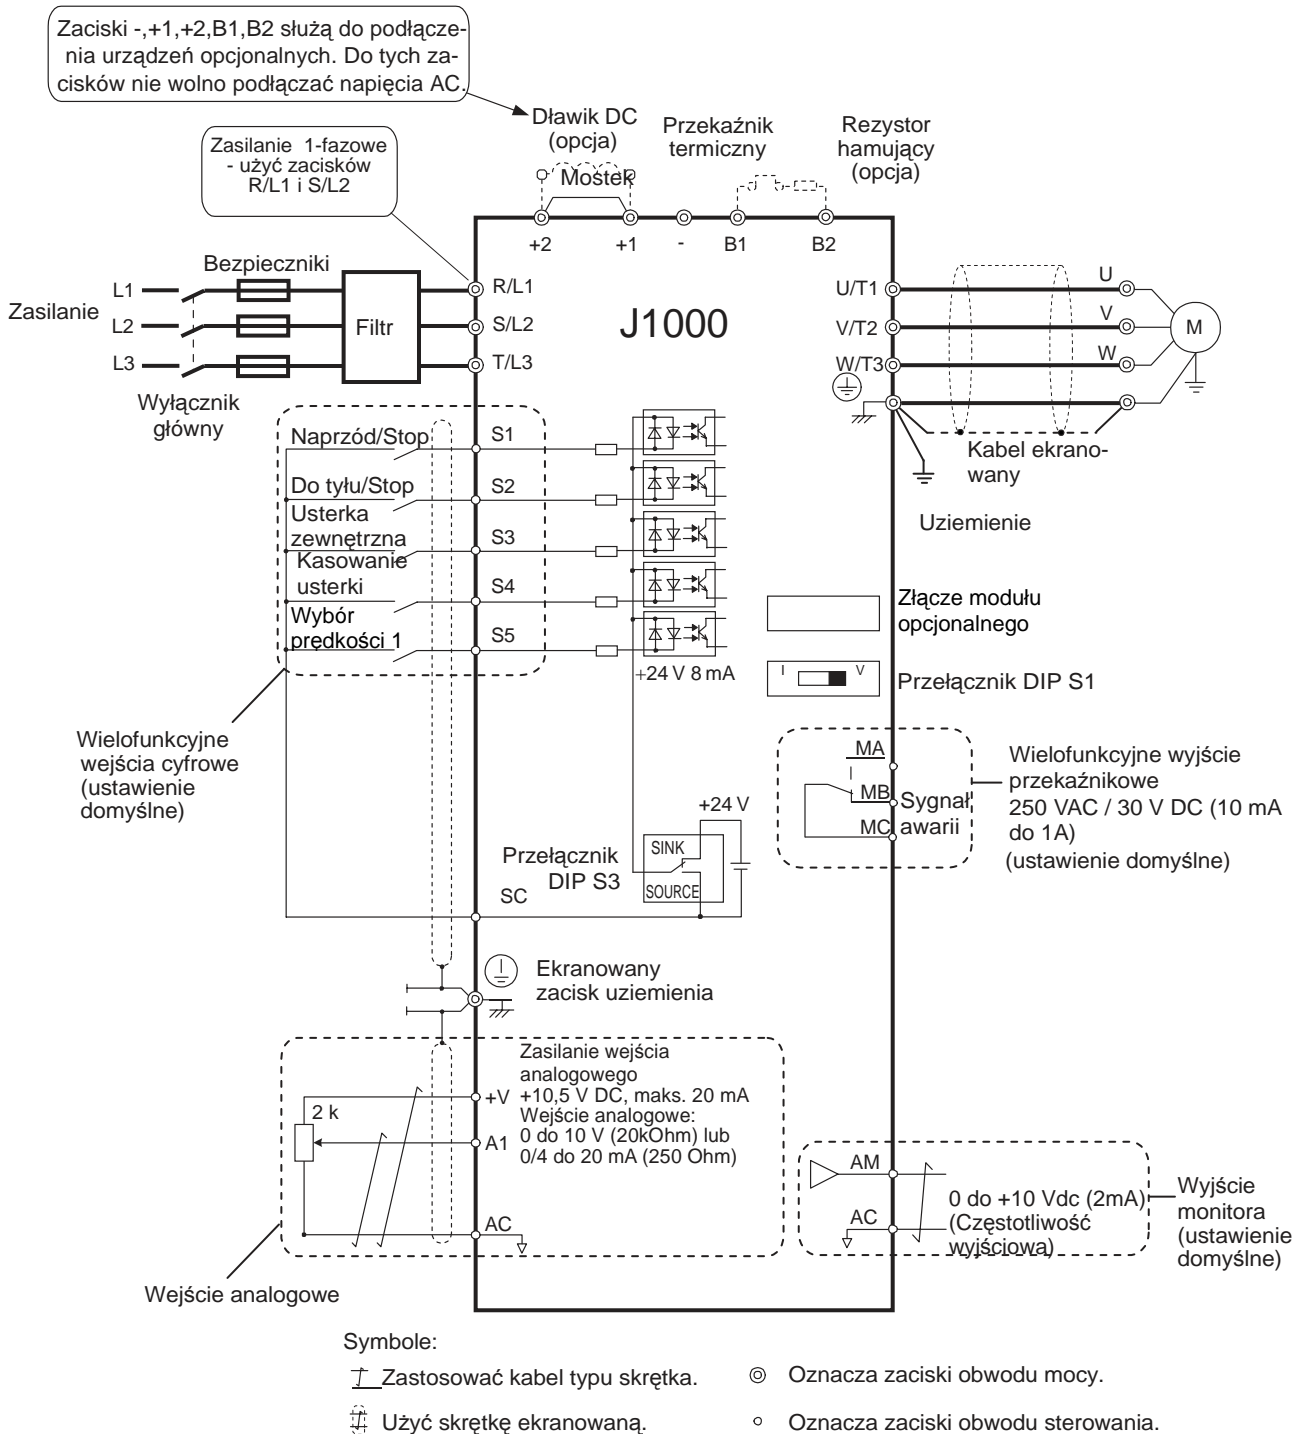 Zaciski -,+1,+2,B1,B2 służą do podłącze-
nia urządzeń opcjonalnych. Do tych za-
cisków nie wolno podłączać napięcia AC.
Zasilanie 1-fazowe
- użyć zacisków
R/L1 i S/L2
Dławik DC
(opcja)
Mostek
Przekaźnik
termiczny
Rezystor
hamujący
(opcja)
+2
+1
-
B1
B2
Zasilanie
L1
L2
L3
Bezpieczniki
Filtr
Wyłącznik
główny
R/L1
S/L2
T/L3
J1000
U/T1
V/T2
W/T3
U
V
W
M
Kabel ekrano-
wany
Uziemienie
Naprzód/Stop
S1
Do tyłu/Stop
S2
Usterka
zewnętrzna
S3
Kasowanie
usterki
S4
Wybór
prędkości 1
S5
+24 V 8 mA
Złącze modułu
opcjonalnego
I
V
Przełącznik DIP S1
Wielofunkcyjne
wejścia cyfrowe
(ustawienie
domyślne)
MA
MB
MC
Sygnał
awarii
Wielofunkcyjne wyjście
przekaźnikowe
250 VAC / 30 V DC (10 mA
do 1A)
(ustawienie domyślne)
+24 V
Przełącznik
DIP S3
SINK
SOURCE
SC
Ekranowany
zacisk uziemienia
2 k
+V
A1
AC
Zasilanie wejścia
analogowego
+10,5 V DC, maks. 20 mA
Wejście analogowe:
0 do 10 V (20kOhm) lub
0/4 do 20 mA (250 Ohm)
Wejście analogowe
AM
AC
0 do +10 Vdc (2mA)
(Częstotliwość
wyjściowa)
Wyjście
monitora
(ustawienie
domyślne)
Symbole:
Zastosować kabel typu skrętka.
Oznacza zaciski obwodu mocy.
Użyć skrętkę ekranowaną.
Oznacza zaciski obwodu sterowania.